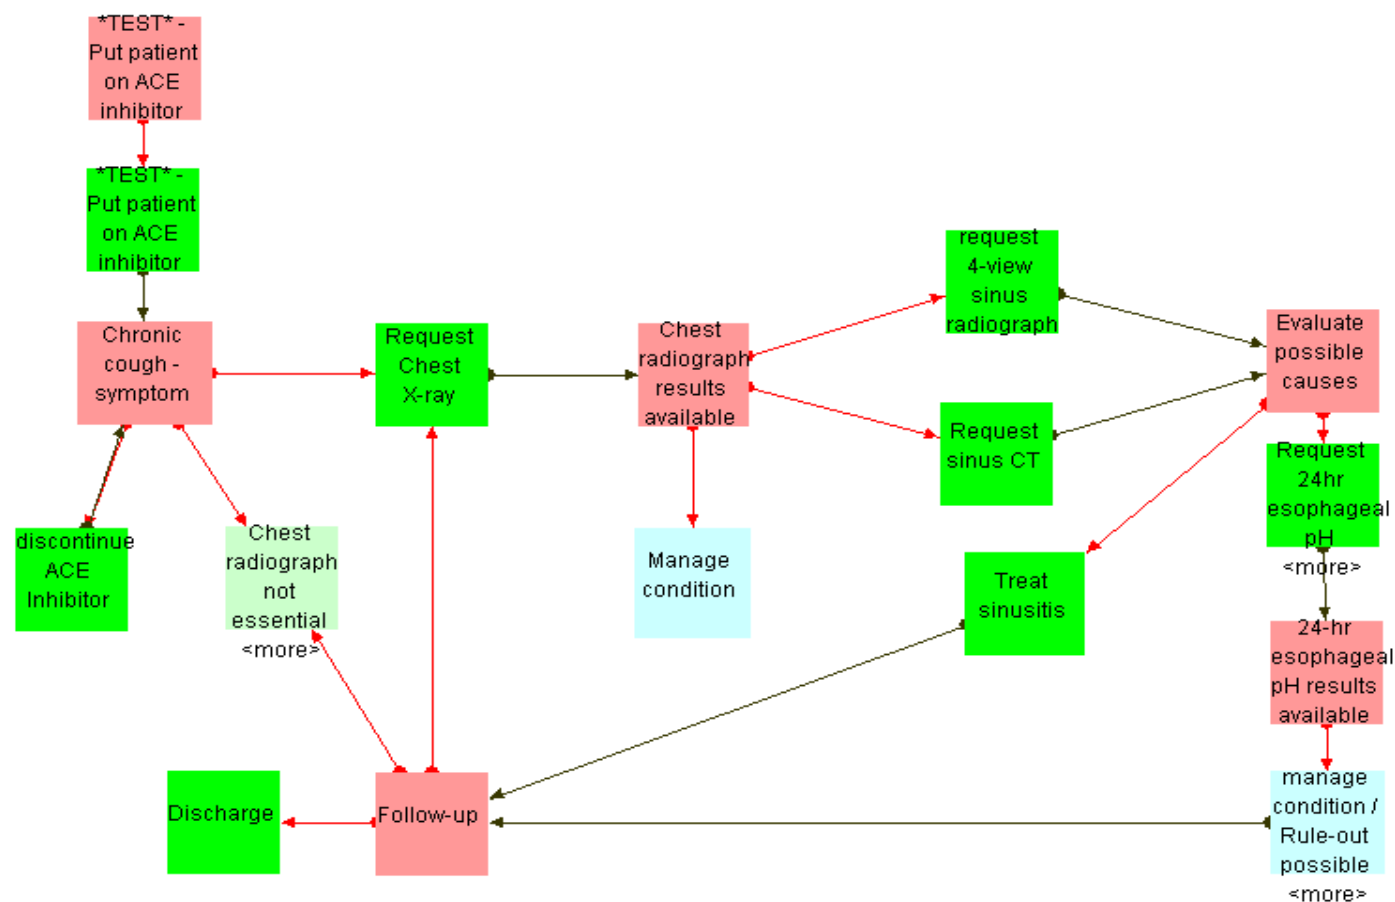 *TEST* -
Put patient
on ACE
inhibitor
*TEST* -
Put patient
on ACE
inhibitor
Chronic
cough -
symptom
Request
Chest
X-ray
Chest
radiograph
results
available
request
4-view
sinus
radiograph
Evaluate
possible
causes
Request
sinus CT
Request
24hr
esophageal
pH
<more>
discontinue
ACE
Inhibitor
Chest
radiograph
not
essential
<more>
Manage
condition
Treat
sinusitis
24-hr
esophageal
pH results
available
Discharge
Follow-up
manage
condition /
Rule-out
possible
<more>